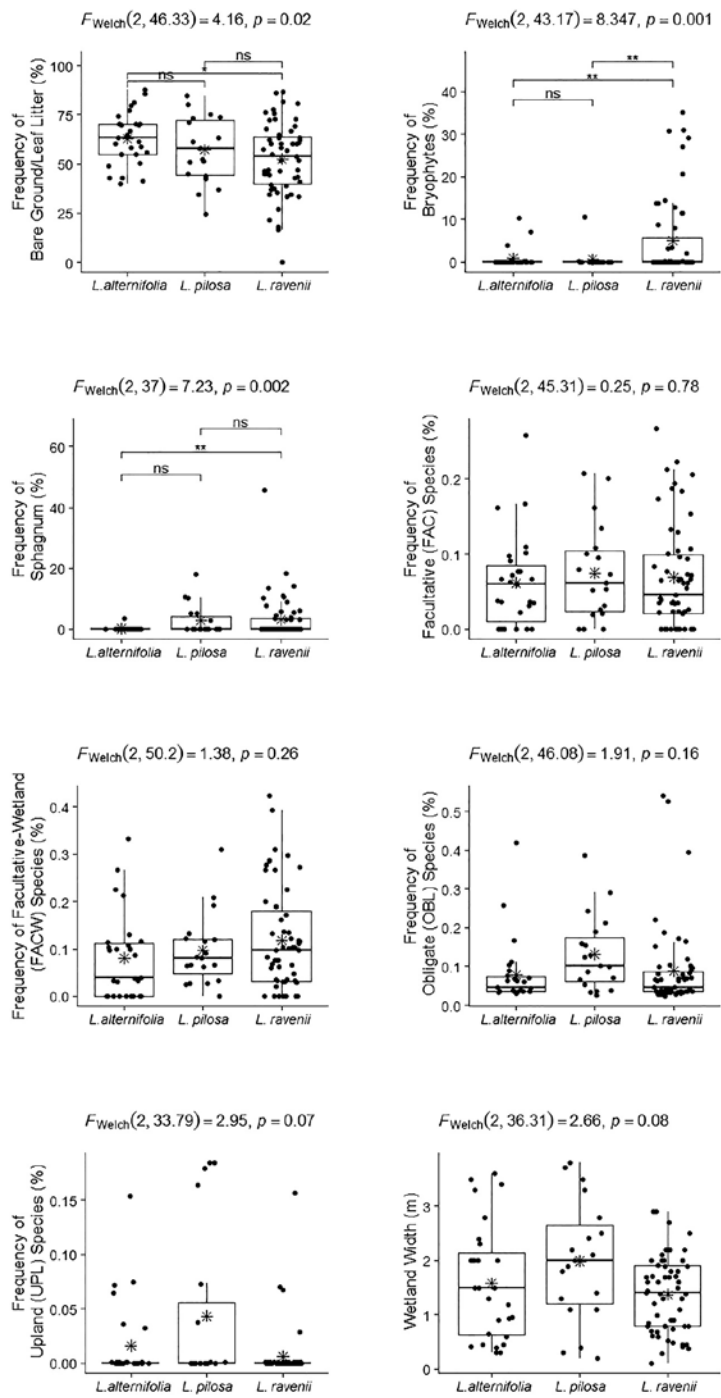 F Welch(2, 46.33) = 4.16, p = 0.02
Frequency of
Bare Ground/Leaf Litter (%)
100
75
50
25
0
ns
*
ns
L.alternifolia L. pilosa L. ravenii
F Welch(2, 43.17) = 8.347, p = 0.001
Frequency of
Bryophytes (%)
40
30
20
10
0
**
**
ns
L.alternifolia L. pilosa L. ravenii
F Welch(2, 37) = 7.23, p = 0.002
Frequency of
Sphagnum (%)
60
40
20
0
ns
**
ns
L.alternifolia L. pilosa L. ravenii
F Welch(2, 45.31) = 0.25, p = 0.78
Frequency of
Facultative (FAC) Species (%)
0.2
0.1
0.0
L.alternifolia L. pilosa L. ravenii
F Welch(2, 50.2) = 1.38, p = 0.26
Frequency of Facultative-Wetland
(FACW) Species (%)
0.4
0.3
0.2
0.1
0.0
L.alternifolia L. pilosa L. ravenii
F Welch(2, 46.08) = 1.91, p = 0.16
Frequency of
Obligate (OBL) Species (%)
0.5
0.4
0.3
0.2
0.1
0.0
L.alternifolia L. pilosa L. ravenii
F Welch(2, 33.79) = 2.95, p = 0.07
Frequency of
Upland (UPL) Species (%)
0.15
0.10
0.05
0.00
L.alternifolia L. pilosa L. ravenii
F Welch(2, 36.31) = 2.66, p = 0.08
Wetland Width (m)
3
2
1
0
L.alternifolia L. pilosa L. ravenii